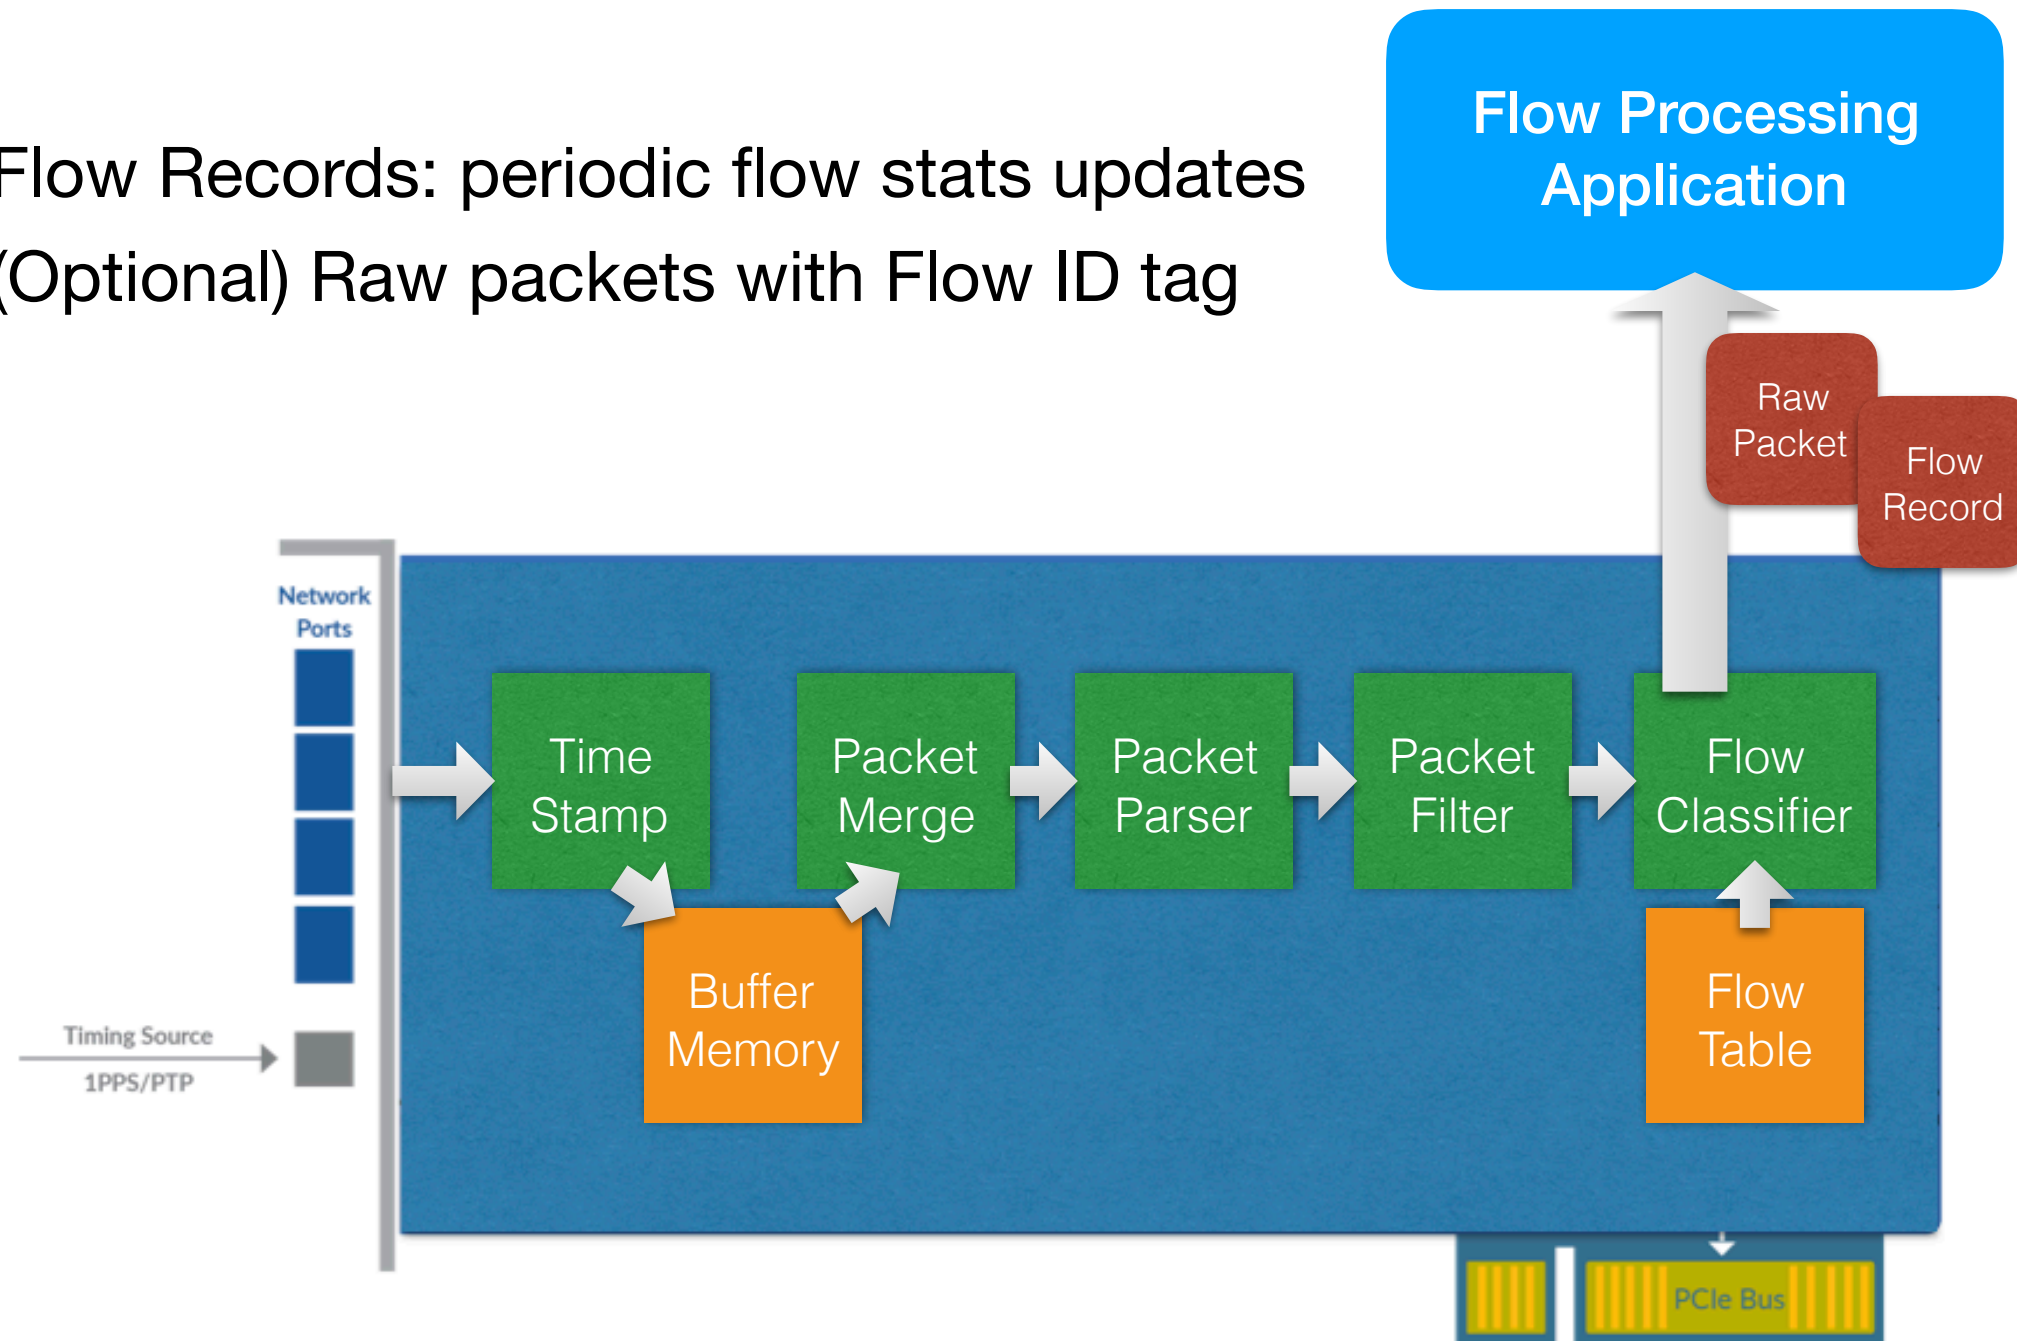 Flow Processing
Application
Flow Records: periodic flow stats updates
(Optional) Raw packets with Flow ID tag
Raw
Packet
Flow
Record
Network
Ports
Time
Stamp
Packet
Merge
Packet
Parser
Packet
Filter
Flow
Classifier
Buffer
Memory
Flow
Table
Timing Source
1PPS/PTP
PCIe Bus